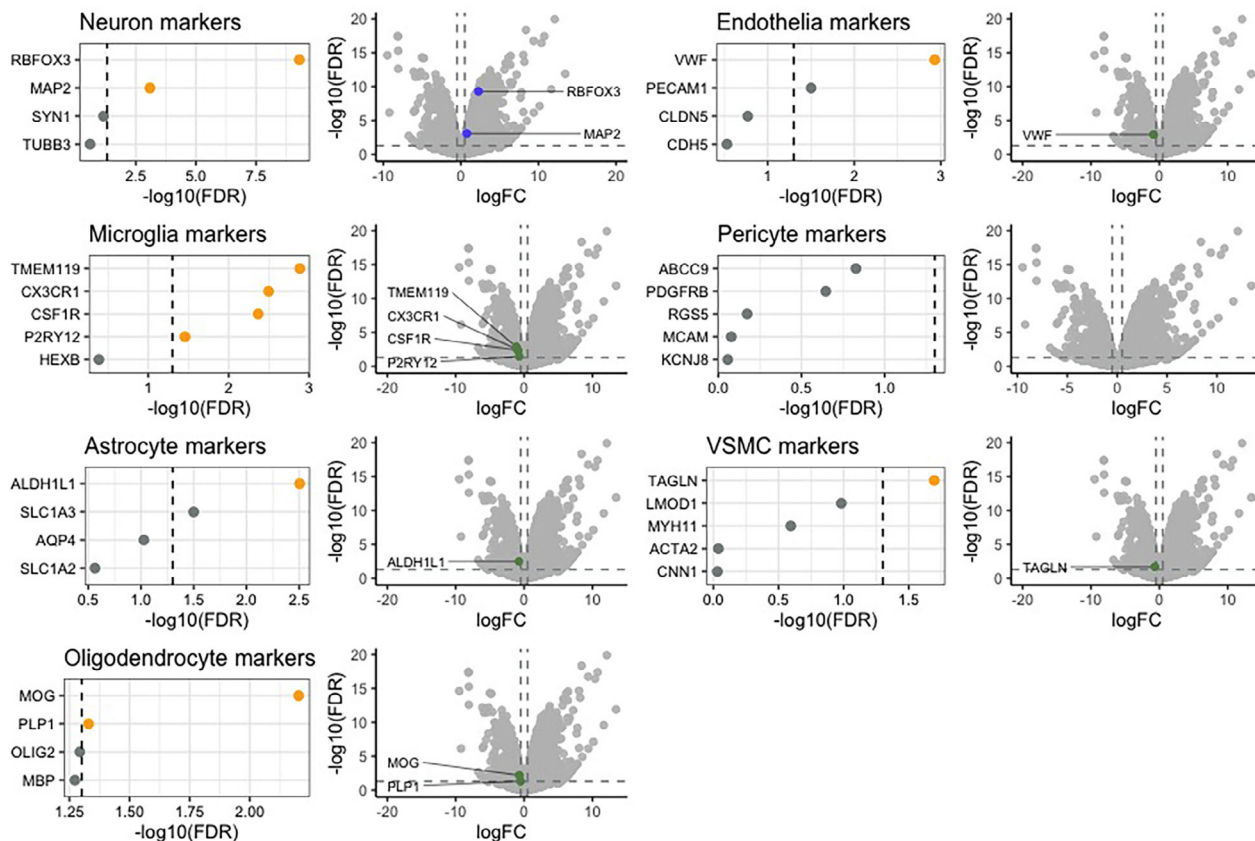 Neuron markers
RBFOX3
MAP2
SYN1
TUBB3
2.5 5.0 7.5
-log10(FDR)
20
15
10
5
0
-log10(FDR)
RBFOX3
MAP2
-10 0 10 20
logFC
Endothelia markers
VWF
PECAM1
CLDN5
CDH5
1 2 3
-log10(FDR)
20
15
10
5
0
-log10(FDR)
VWF
-20 -10 0 10
logFC
Microglia markers
TMEM119
CX3CR1
CSF1R
P2RY12
HEXB
1 2 3
-log10(FDR)
20
15
10
5
0
-log10(FDR)
TMEM119
CX3CR1
CSF1R
P2RY12
-20 -10 0 10
logFC
Pericyte markers
ABCC9
PDGFRB
RGS5
MCAM
KCNJ8
0.0 0.5 1.0
-log10(FDR)
20
15
10
5
0
-log10(FDR)
-10 -5 0 5 10
logFC
Astrocyte markers
ALDH1L1
SLC1A3
AQP4
SLC1A2
0.5 1.0 1.5 2.0 2.5
-log10(FDR)
20
15
10
5
0
-log10(FDR)
ALDH1L1
-20 -10 0 10
logFC
VSMC markers
TAGLN
LMOD1
MYH11
ACTA2
CNN1
0.0 0.5 1.0 1.5
-log10(FDR)
20
15
10
5
0
-log10(FDR)
TAGLN
-20 -10 0 10
logFC
Oligodendrocyte markers
MOG
PLP1
OLIG2
MBP
1.25 1.50 1.75 2.00
-log10(FDR)
20
15
10
5
0
-log10(FDR)
MOG
PLP1
-20 -10 0 10
logFC